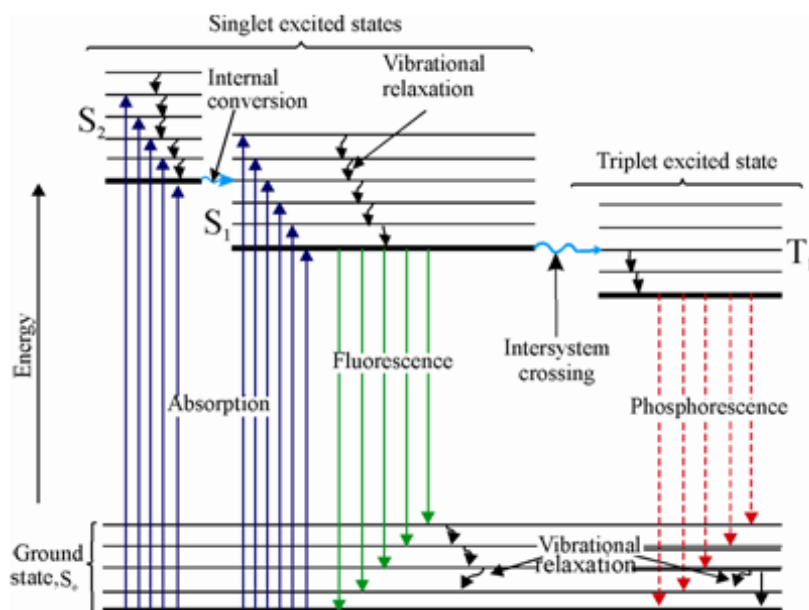 Singlet excited states
Internal
conversion
Vibrational
relaxation
S2
Triplet excited state
S1
T
Energy
Fluorescence
Intersystem
crossing
Absorption
Phosphorescence
Ground
state, So
Vibrational
relaxation